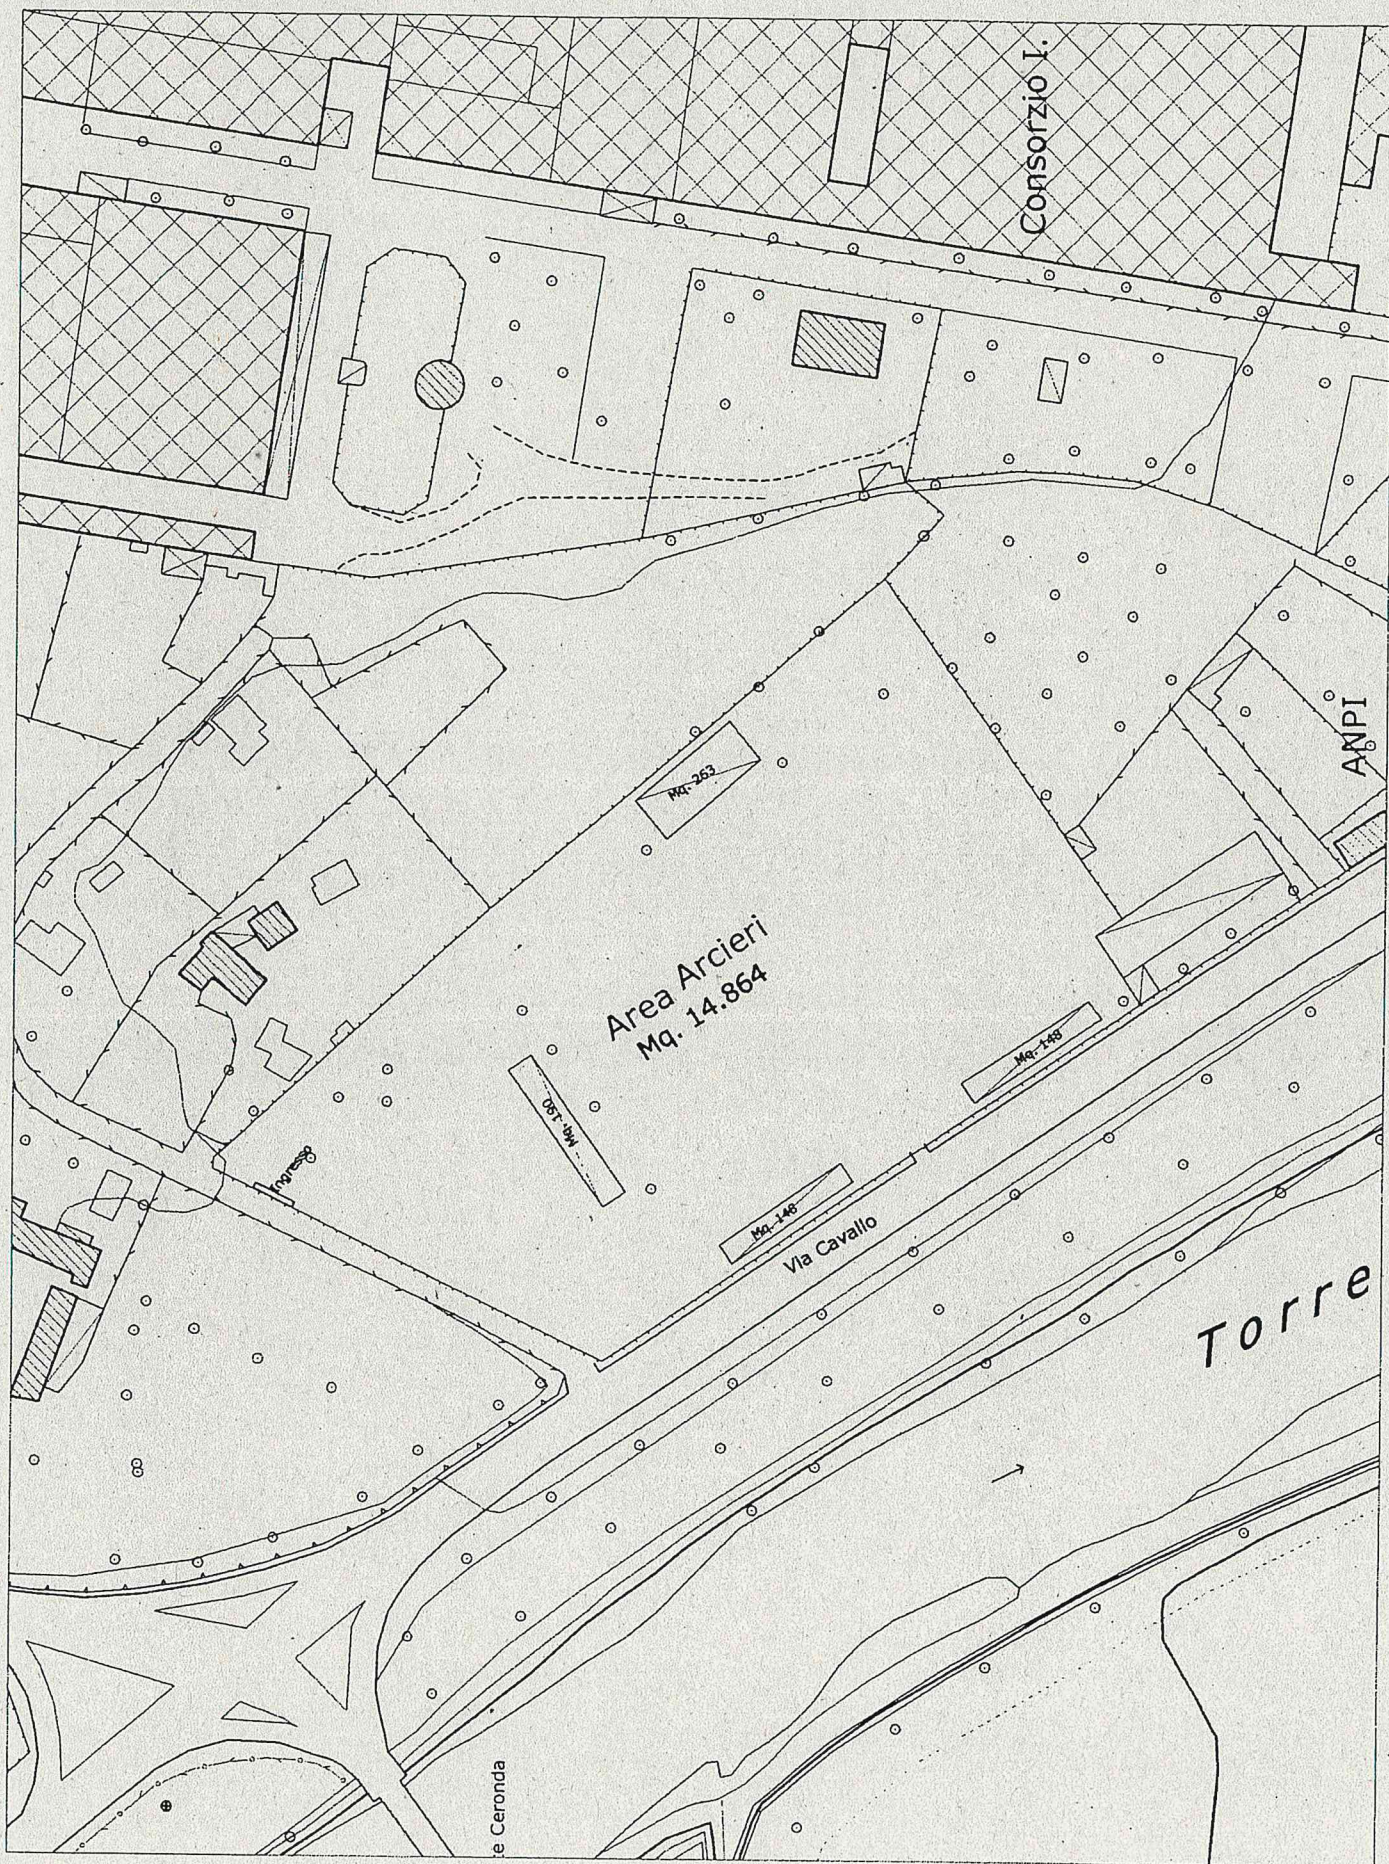 Consorzio I.
ANPI
Mq. 263
Area Arcieri
Mq. 14.864
Mq. 148
Mq. 190
Ingresso
Mq. 148
Via Cavallo
Torre
e Ceronda